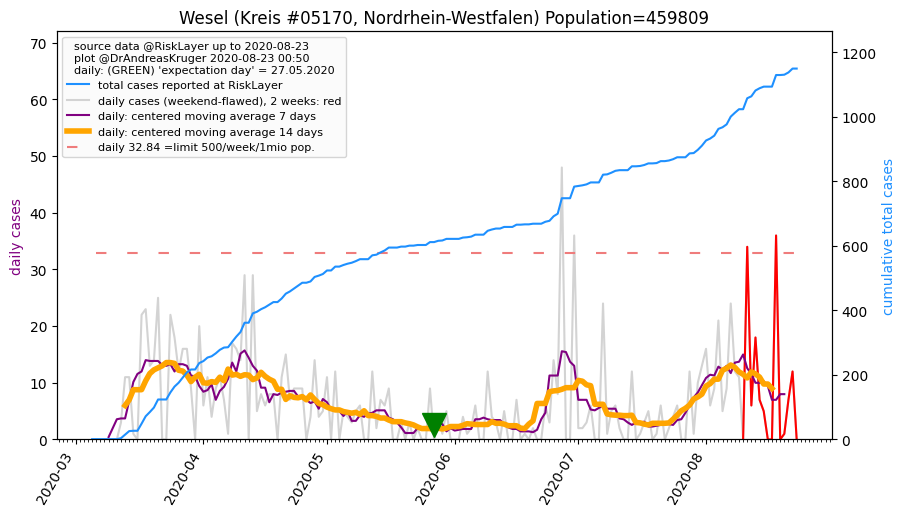 Wesel (Kreis #05170, Nordrhein-Westfalen) Population=459809
source data @RiskLayer up to 2020-08-23
plot @DrAndreasKruger 2020-08-23 00:50
daily: (GREEN) 'expectation day' = 27.05.2020
total cases reported at RiskLayer
daily cases (weekend-flawed), 2 weeks: red
daily: centered moving average 7 days
daily: centered moving average 14 days
daily 32.84 =limit 500/week/1mio pop.
daily cases
70
60
50
40
30
20
10
0
1200
1000
800
600
400
200
0
cumulative total cases
2020-03
2020-04
2020-05
2020-06
2020-07
2020-08